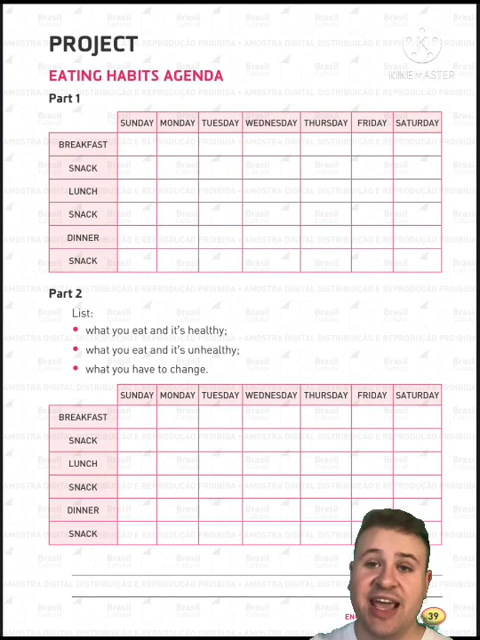 PROJECT
KINEMASTER
EATING HABITS AGENDA
Part 1
SUNDAY MONDAY TUESDAY WEDNESDAY THURSDAY FRIDAY SATURDAY
BREAKFAST
SNACK
LUNCH
SNACK
DINNER
SNACK
Part 2
List:
• what you eat and it's healthy;
• what you eat and it's unhealthy;
• what you have to change.
SUNDAY MONDAY TUESDAY WEDNESDAY THURSDAY FRIDAY SATURDAY
BREAKFAST
SNACK
LUNCH
SNACK
DINNER
SNACK
39